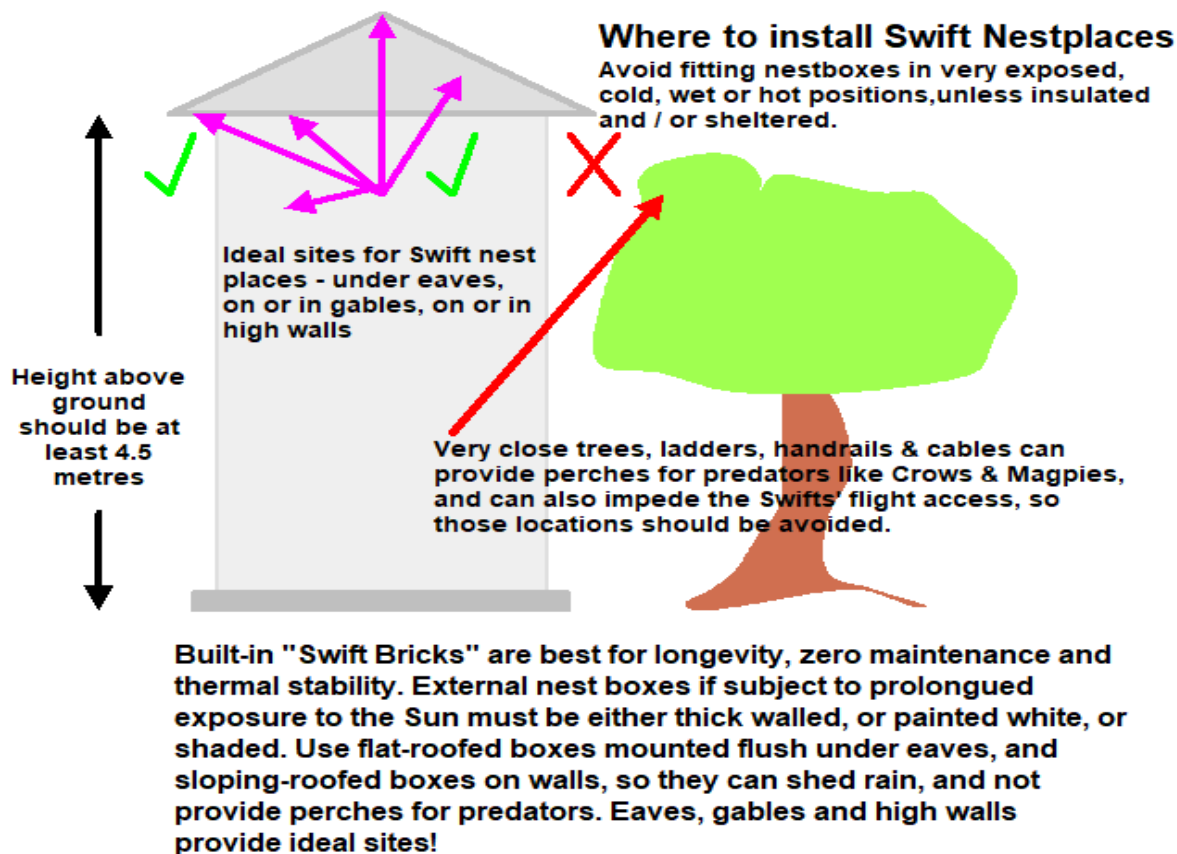 Where to install Swift Nestplaces
Avoid fitting nestboxes in very exposed,
cold, wet or hot positions,unless insulated
and / or sheltered.
Ideal sites for Swift nest
places - under eaves,
on or in gables, on or in
high walls
Height above
ground
should be at
least 4.5
metres
Very close trees, ladders, handrails & cables can
provide perches for predators like Crows & Magpies,
and can also impede the Swifts' flight access, so
those locations should be avoided.
Built-in "Swift Bricks" are best for longevity, zero maintenance and
thermal stability. External nest boxes if subject to prolongued
exposure to the Sun must be either thick walled, or painted white, or
shaded. Use flat-roofed boxes mounted flush under eaves, and
sloping-roofed boxes on walls, so they can shed rain, and not
provide perches for predators. Eaves, gables and high walls
provide ideal sites!